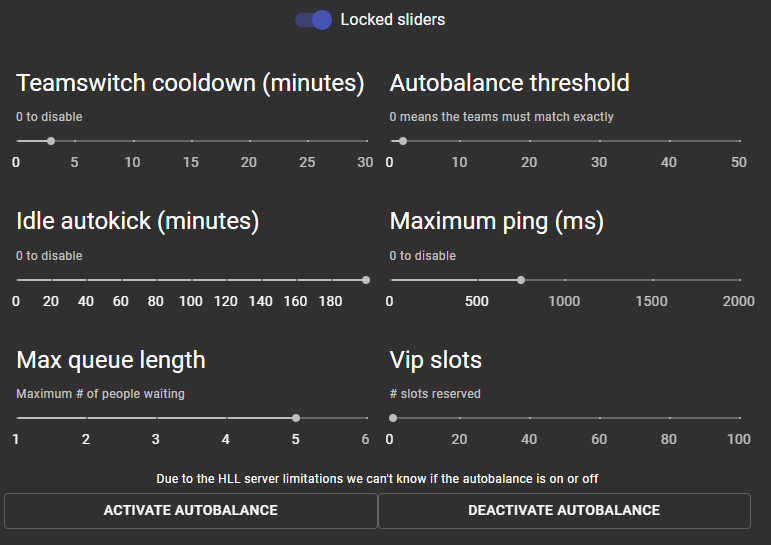 Locked sliders
Teamswitch cooldown (minutes)
0 to disable
0 5 10 15 20 25 30
Autobalance threshold
0 means the teams must match exactly
0 10 20 30 40 50
Idle autokick (minutes)
0 to disable
0 20 40 60 80 100 120 140 160 180
Maximum ping (ms)
0 to disable
0 500 1000 1500 2000
Max queue length
Maximum # of people waiting
1 2 3 4 5 6
Vip slots
# slots reserved
0 20 40 60 80 100
Due to the HLL server limitations we can't know if the autobalance is on or off
ACTIVATE AUTOBALANCE
DEACTIVATE AUTOBALANCE